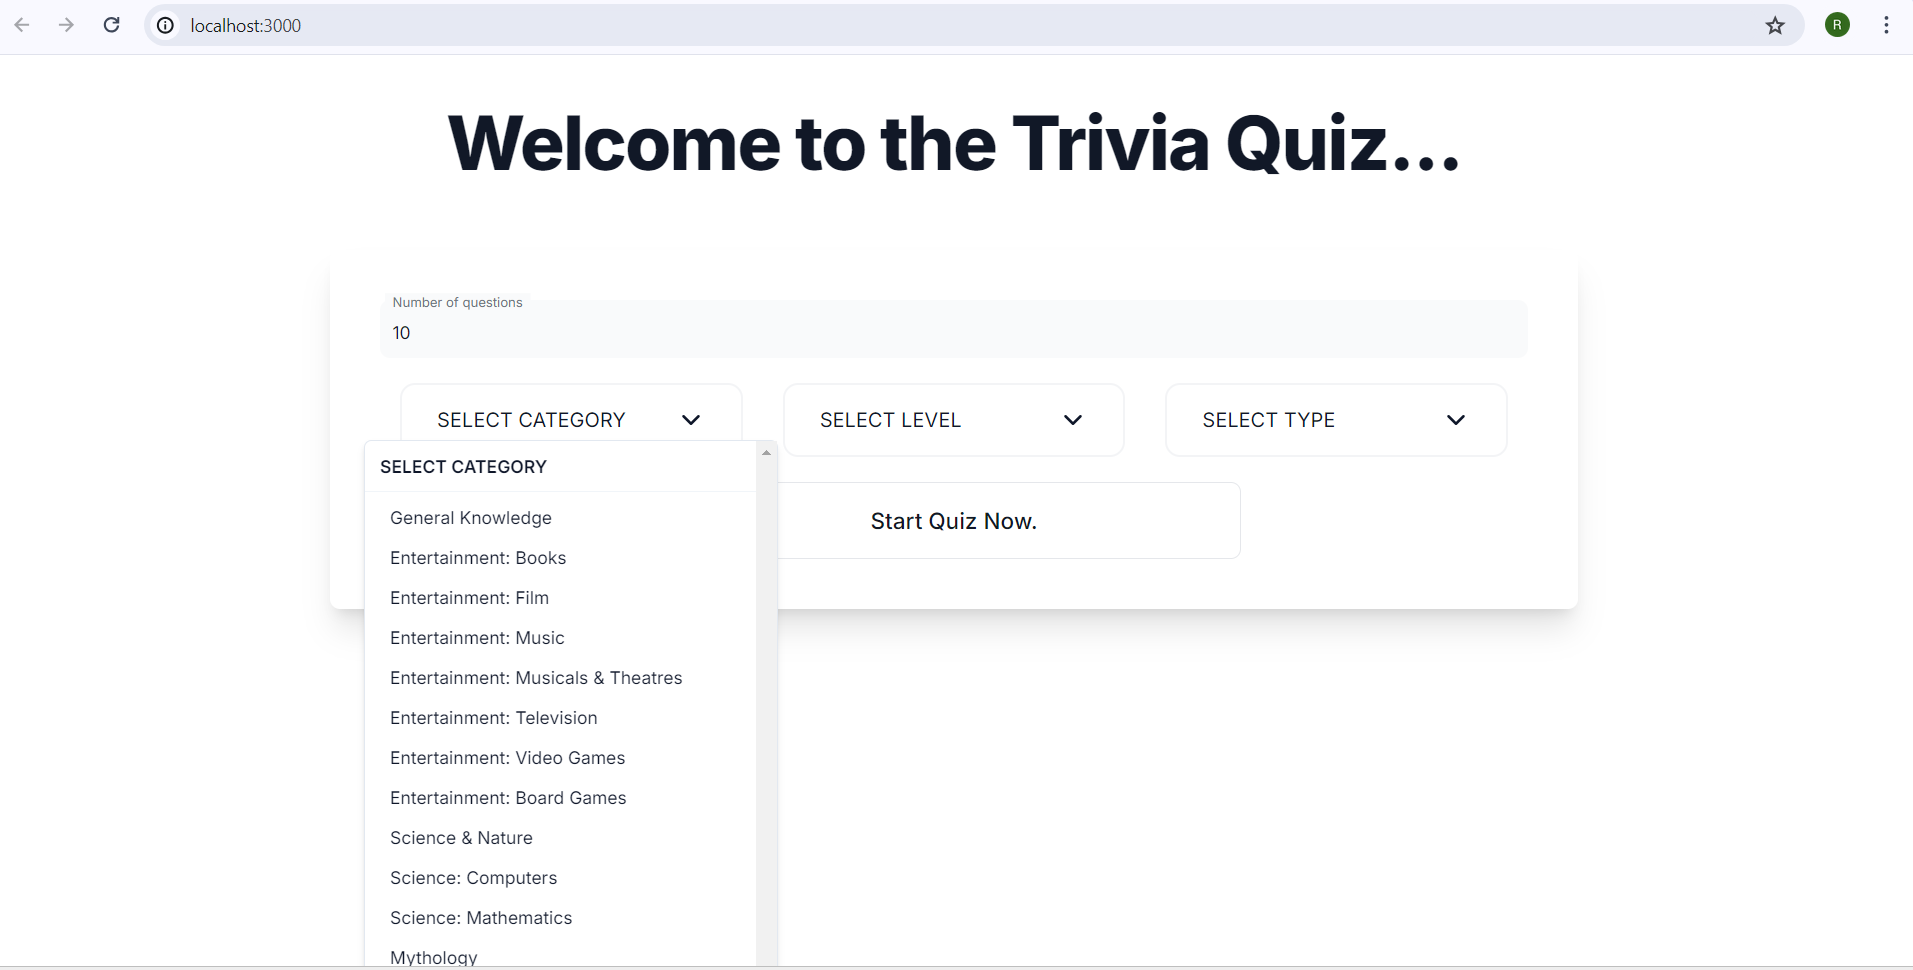 localhost:3000
R
Welcome to the Trivia Quiz...
Number of questions
10
SELECT CATEGORY
SELECT LEVEL
SELECT TYPE
SELECT CATEGORY
General Knowledge
Entertainment: Books
Entertainment: Film
Entertainment: Music
Entertainment: Musicals & Theatres
Entertainment: Television
Entertainment: Video Games
Entertainment: Board Games
Science & Nature
Science: Computers
Science: Mathematics
Mythology
Start Quiz Now.